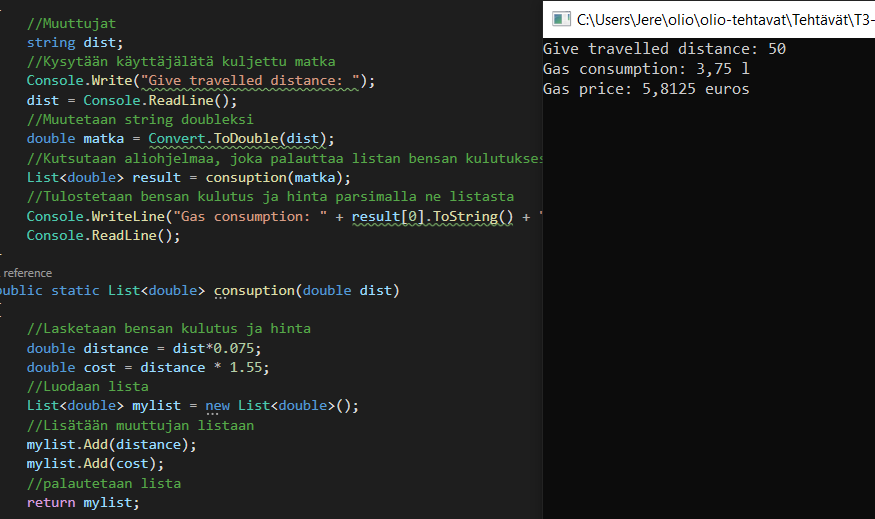 //Muuttujat
string dist;
//Kysytään käyttäjälätä kuljettu matka
Console.Write("Give travelled distance: ");
dist = Console.ReadLine();
//Muutetaan string doubleksi
double matka = Convert.ToDouble(dist);
//Kutsutaan aliohjelmaa, joka palauttaa listan bensan kulutukses
List<double> result = consuption(matka);
//Tulostetaan bensan kulutus ja hinta parsimalla ne listasta
Console.WriteLine("Gas consumption: " + result[0].ToString() + "
Console.ReadLine();
reference
public static List<double> consuption(double dist)
//Lasketaan bensan kulutus ja hinta
double distance = dist*0.075;
double cost = distance * 1.55;
//Luodaan lista
List<double> mylist = new List<double>();
//Lisätään muuttujan listaan
mylist.Add(distance);
mylist.Add(cost);
//palautetaan lista
return mylist;
C:\Users\Jere\olio\olio-tehtavat\Tehtävät\T3-
Give travelled distance: 50
Gas consumption: 3,75 l
Gas price: 5,8125 euros